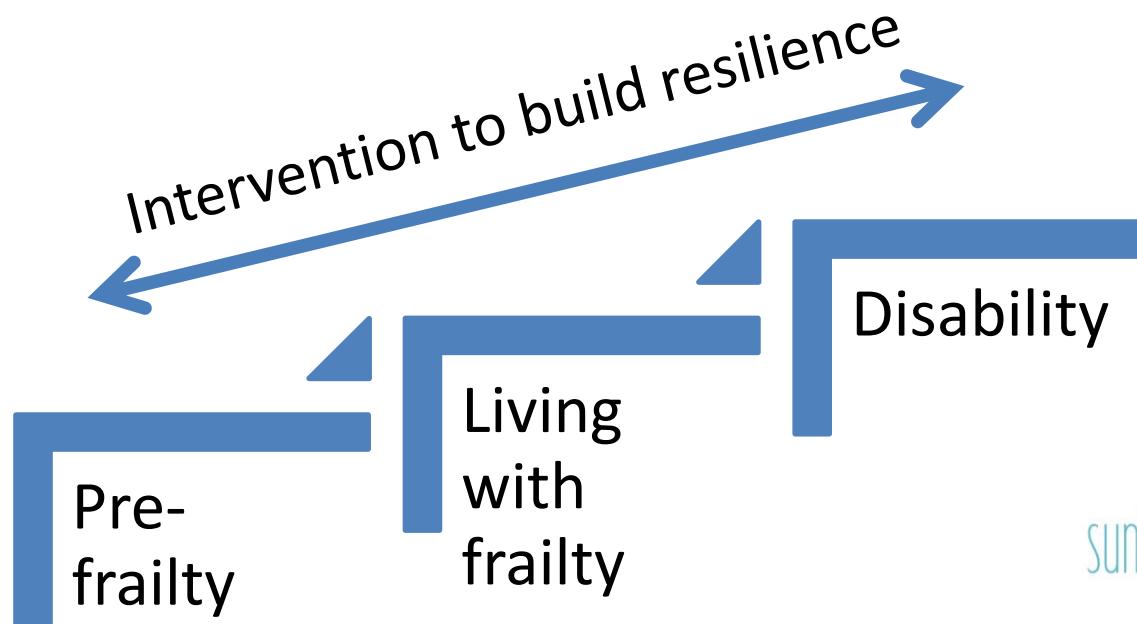 Intervention to build resilience
Disability
Living
with
frailty
Pre-
frailty